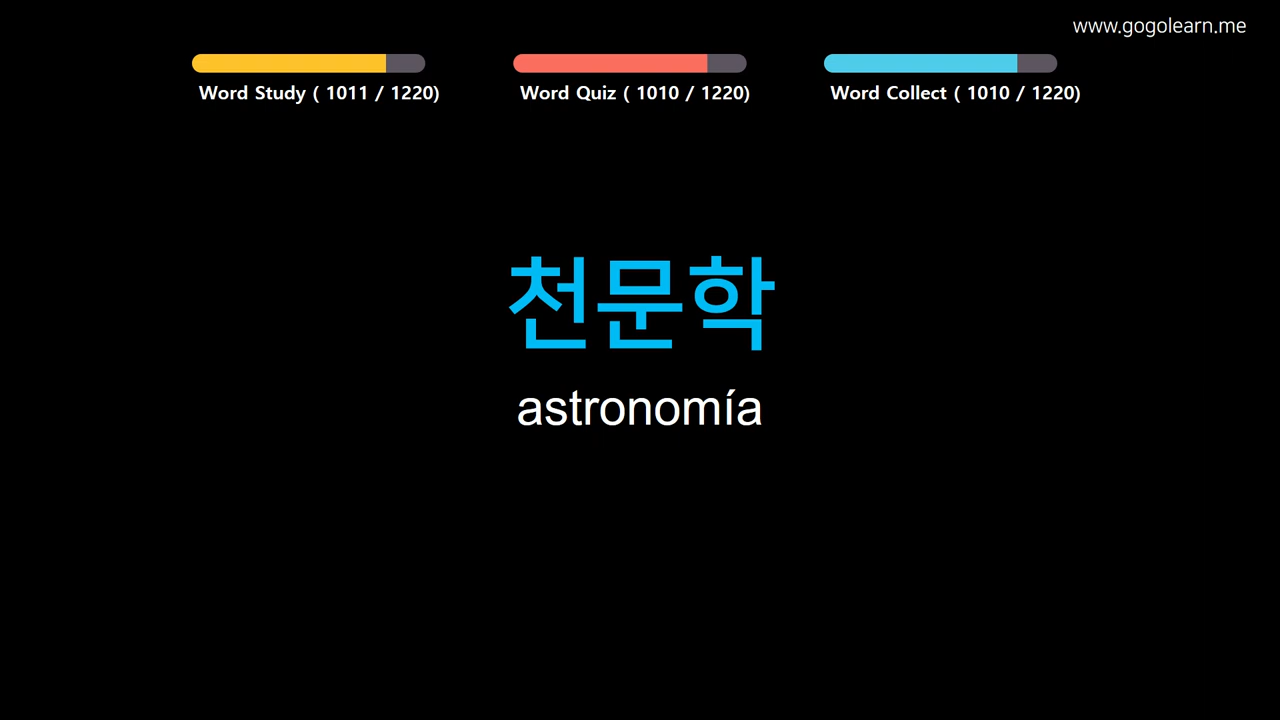 www.gogolearn.me
Word Study ( 1011 / 1220)
Word Quiz ( 1010 / 1220)
Word Collect ( 1010 / 1220)
천문학
astronomía